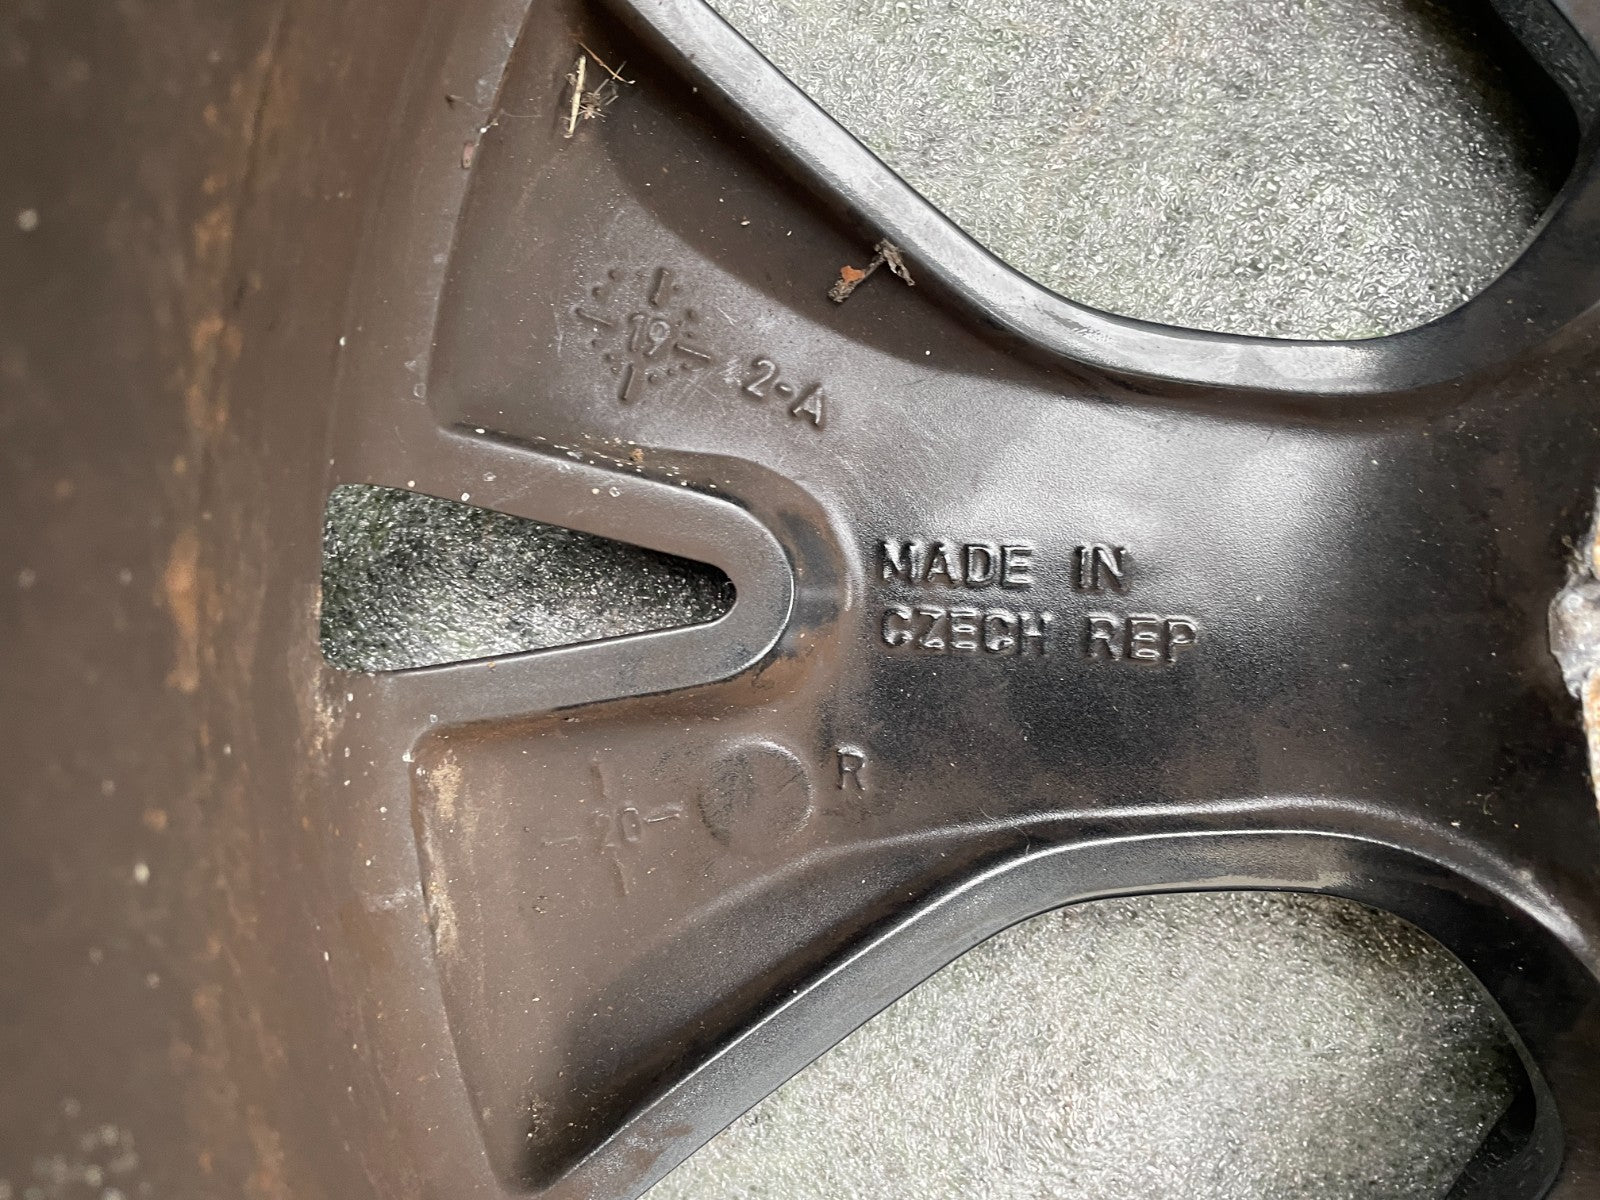 19
2-A
MADE IN
CZECH REP
R
20